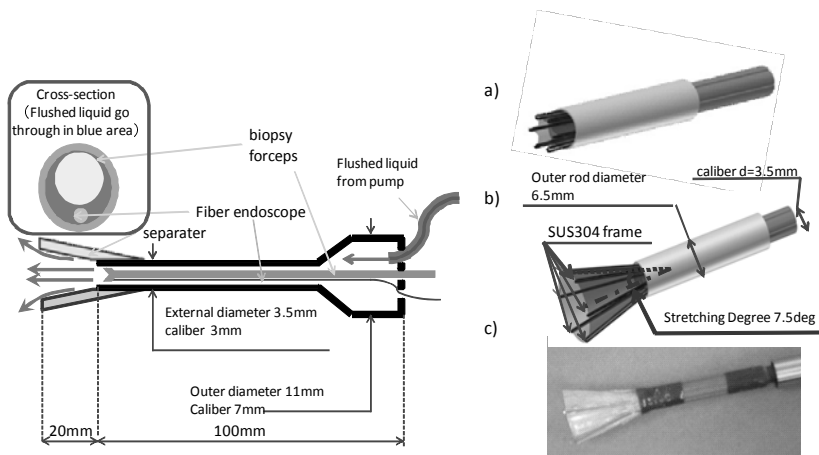 Cross-section
（Flushed liquid go
through in blue area）
biopsy
forceps
Flushed liquid
from pump
Fiber endoscope
separater
External diameter 3.5mm
caliber 3mm
Outer diameter 11mm
Caliber 7mm
20mm
100mm
a)
caliber d=3.5mm
Outer rod diameter
6.5mm
b)
SUS304 frame
Stretching Degree 7.5deg
c)